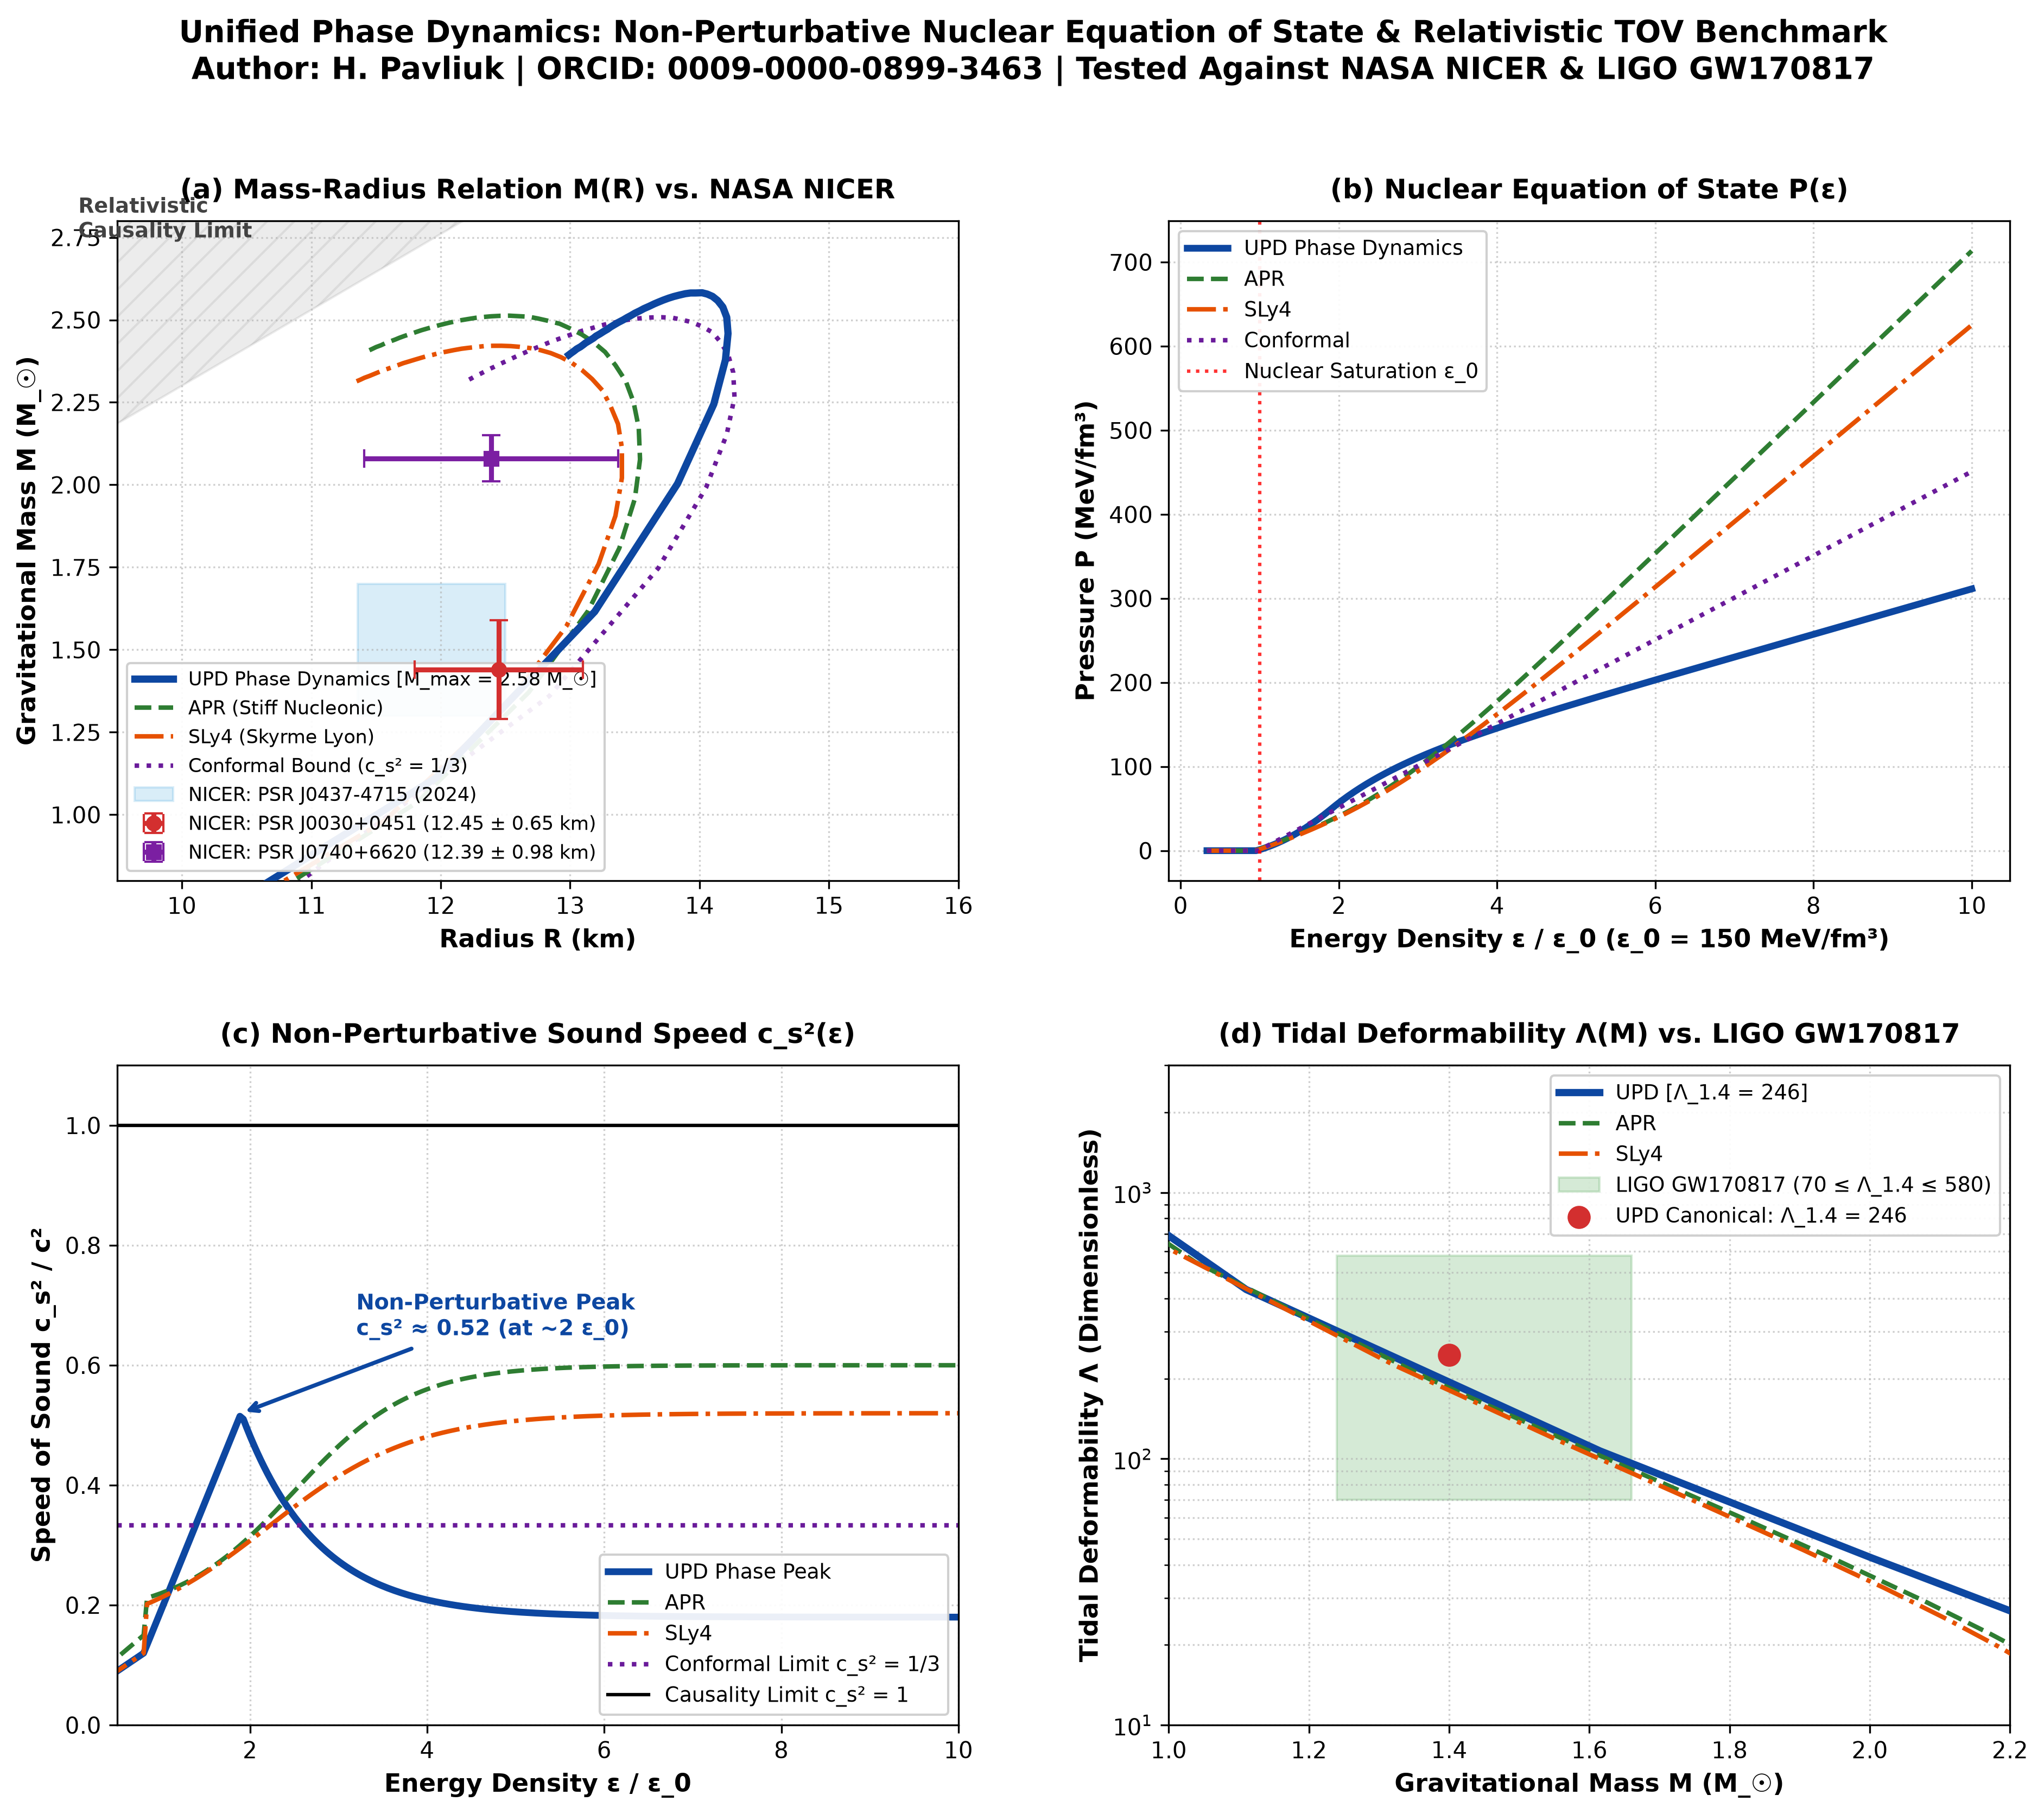 Unified Phase Dynamics: Non-Perturbative Nuclear Equation of State & Relativistic TOV Benchmark
Author: H. Pavliuk | ORCID: 0009-0000-0899-3463 | Tested Against NASA NICER & LIGO GW170817
(a) Mass-Radius Relation M(R) vs. NASA NICER
Relativistic
Causality Limit
2.75
2.50
2.25
2.00
1.75
1.50
1.25
1.00
Gravitational Mass M (M_☉)
UPD Phase Dynamics [M_max = 2.58 M_☉]
APR (Stiff Nucleonic)
SLy4 (Skyrme Lyon)
Conformal Bound (c_s² = 1/3)
NICER: PSR J0437-4715 (2024)
NICER: PSR J0030+0451 (12.45 ± 0.65 km)
NICER: PSR J0740+6620 (12.39 ± 0.98 km)
10 11 12 13 14 15 16
Radius R (km)
(b) Nuclear Equation of State P(ε)
UPD Phase Dynamics
APR
SLy4
Conformal
Nuclear Saturation ε_0
700
600
500
400
300
200
100
0
Pressure P (MeV/fm³)
0 2 4 6 8 10
Energy Density ε / ε_0 (ε_0 = 150 MeV/fm³)
(c) Non-Perturbative Sound Speed c_s²(ε)
1.0
0.8
0.6
0.4
0.2
0.0
Speed of Sound c_s² / c²
Non-Perturbative Peak
c_s² ≈ 0.52 (at ~2 ε_0)
UPD Phase Peak
APR
SLy4
Conformal Limit c_s² = 1/3
Causality Limit c_s² = 1
2 4 6 8 10
Energy Density ε / ε_0
(d) Tidal Deformability Λ(M) vs. LIGO GW170817
UPD [Λ_1.4 = 246]
APR
SLy4
LIGO GW170817 (70 ≤ Λ_1.4 ≤ 580)
UPD Canonical: Λ_1.4 = 246
10³
10²
10¹
Tidal Deformability Λ (Dimensionless)
1.0 1.2 1.4 1.6 1.8 2.0 2.2
Gravitational Mass M (M_☉)